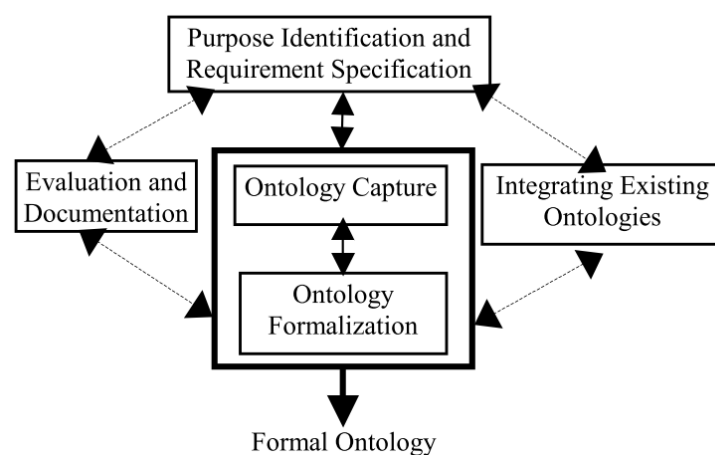 Purpose Identification and
Requirement Specification
Evaluation and
Documentation
Ontology Capture
Integrating Existing
Ontologies
Ontology
Formalization
Formal Ontology